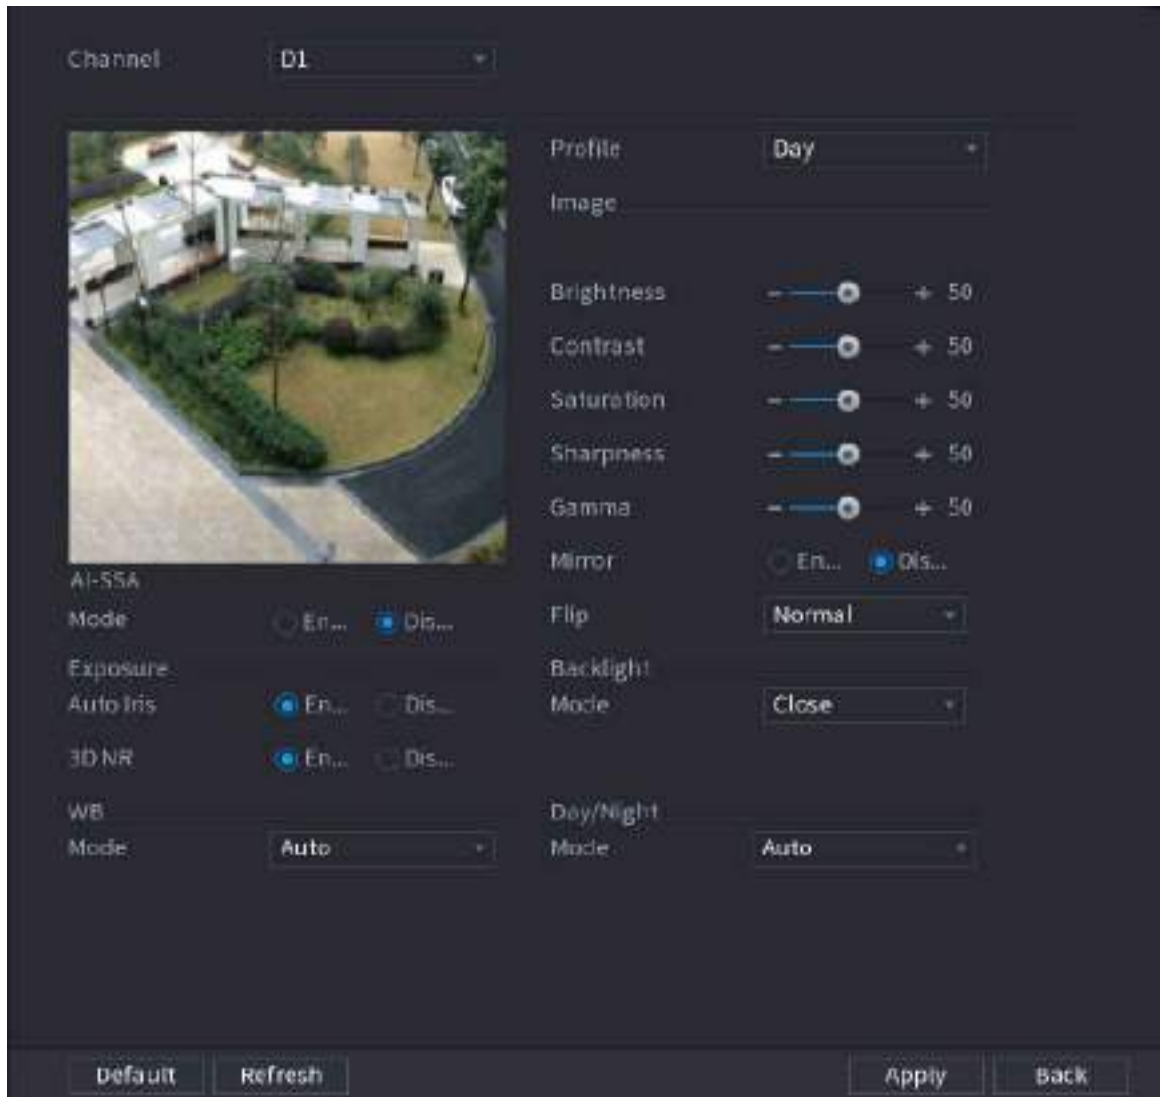 Channel D1
Profile Day
Image
Brightness - + 50
Contrast - + 50
Saturation - + 50
Sharpness - + 50
Gamma - + 50
Mirror En... Dis...
AI-SSA
Mode En... Dis...
Flip Normal
Exposure
Backlight
Auto Iris En... Dis...
Mode Close
3D NR En... Dis...
WB
Day/Night
Mode Auto
Mode Auto
Default Refresh Apply Back